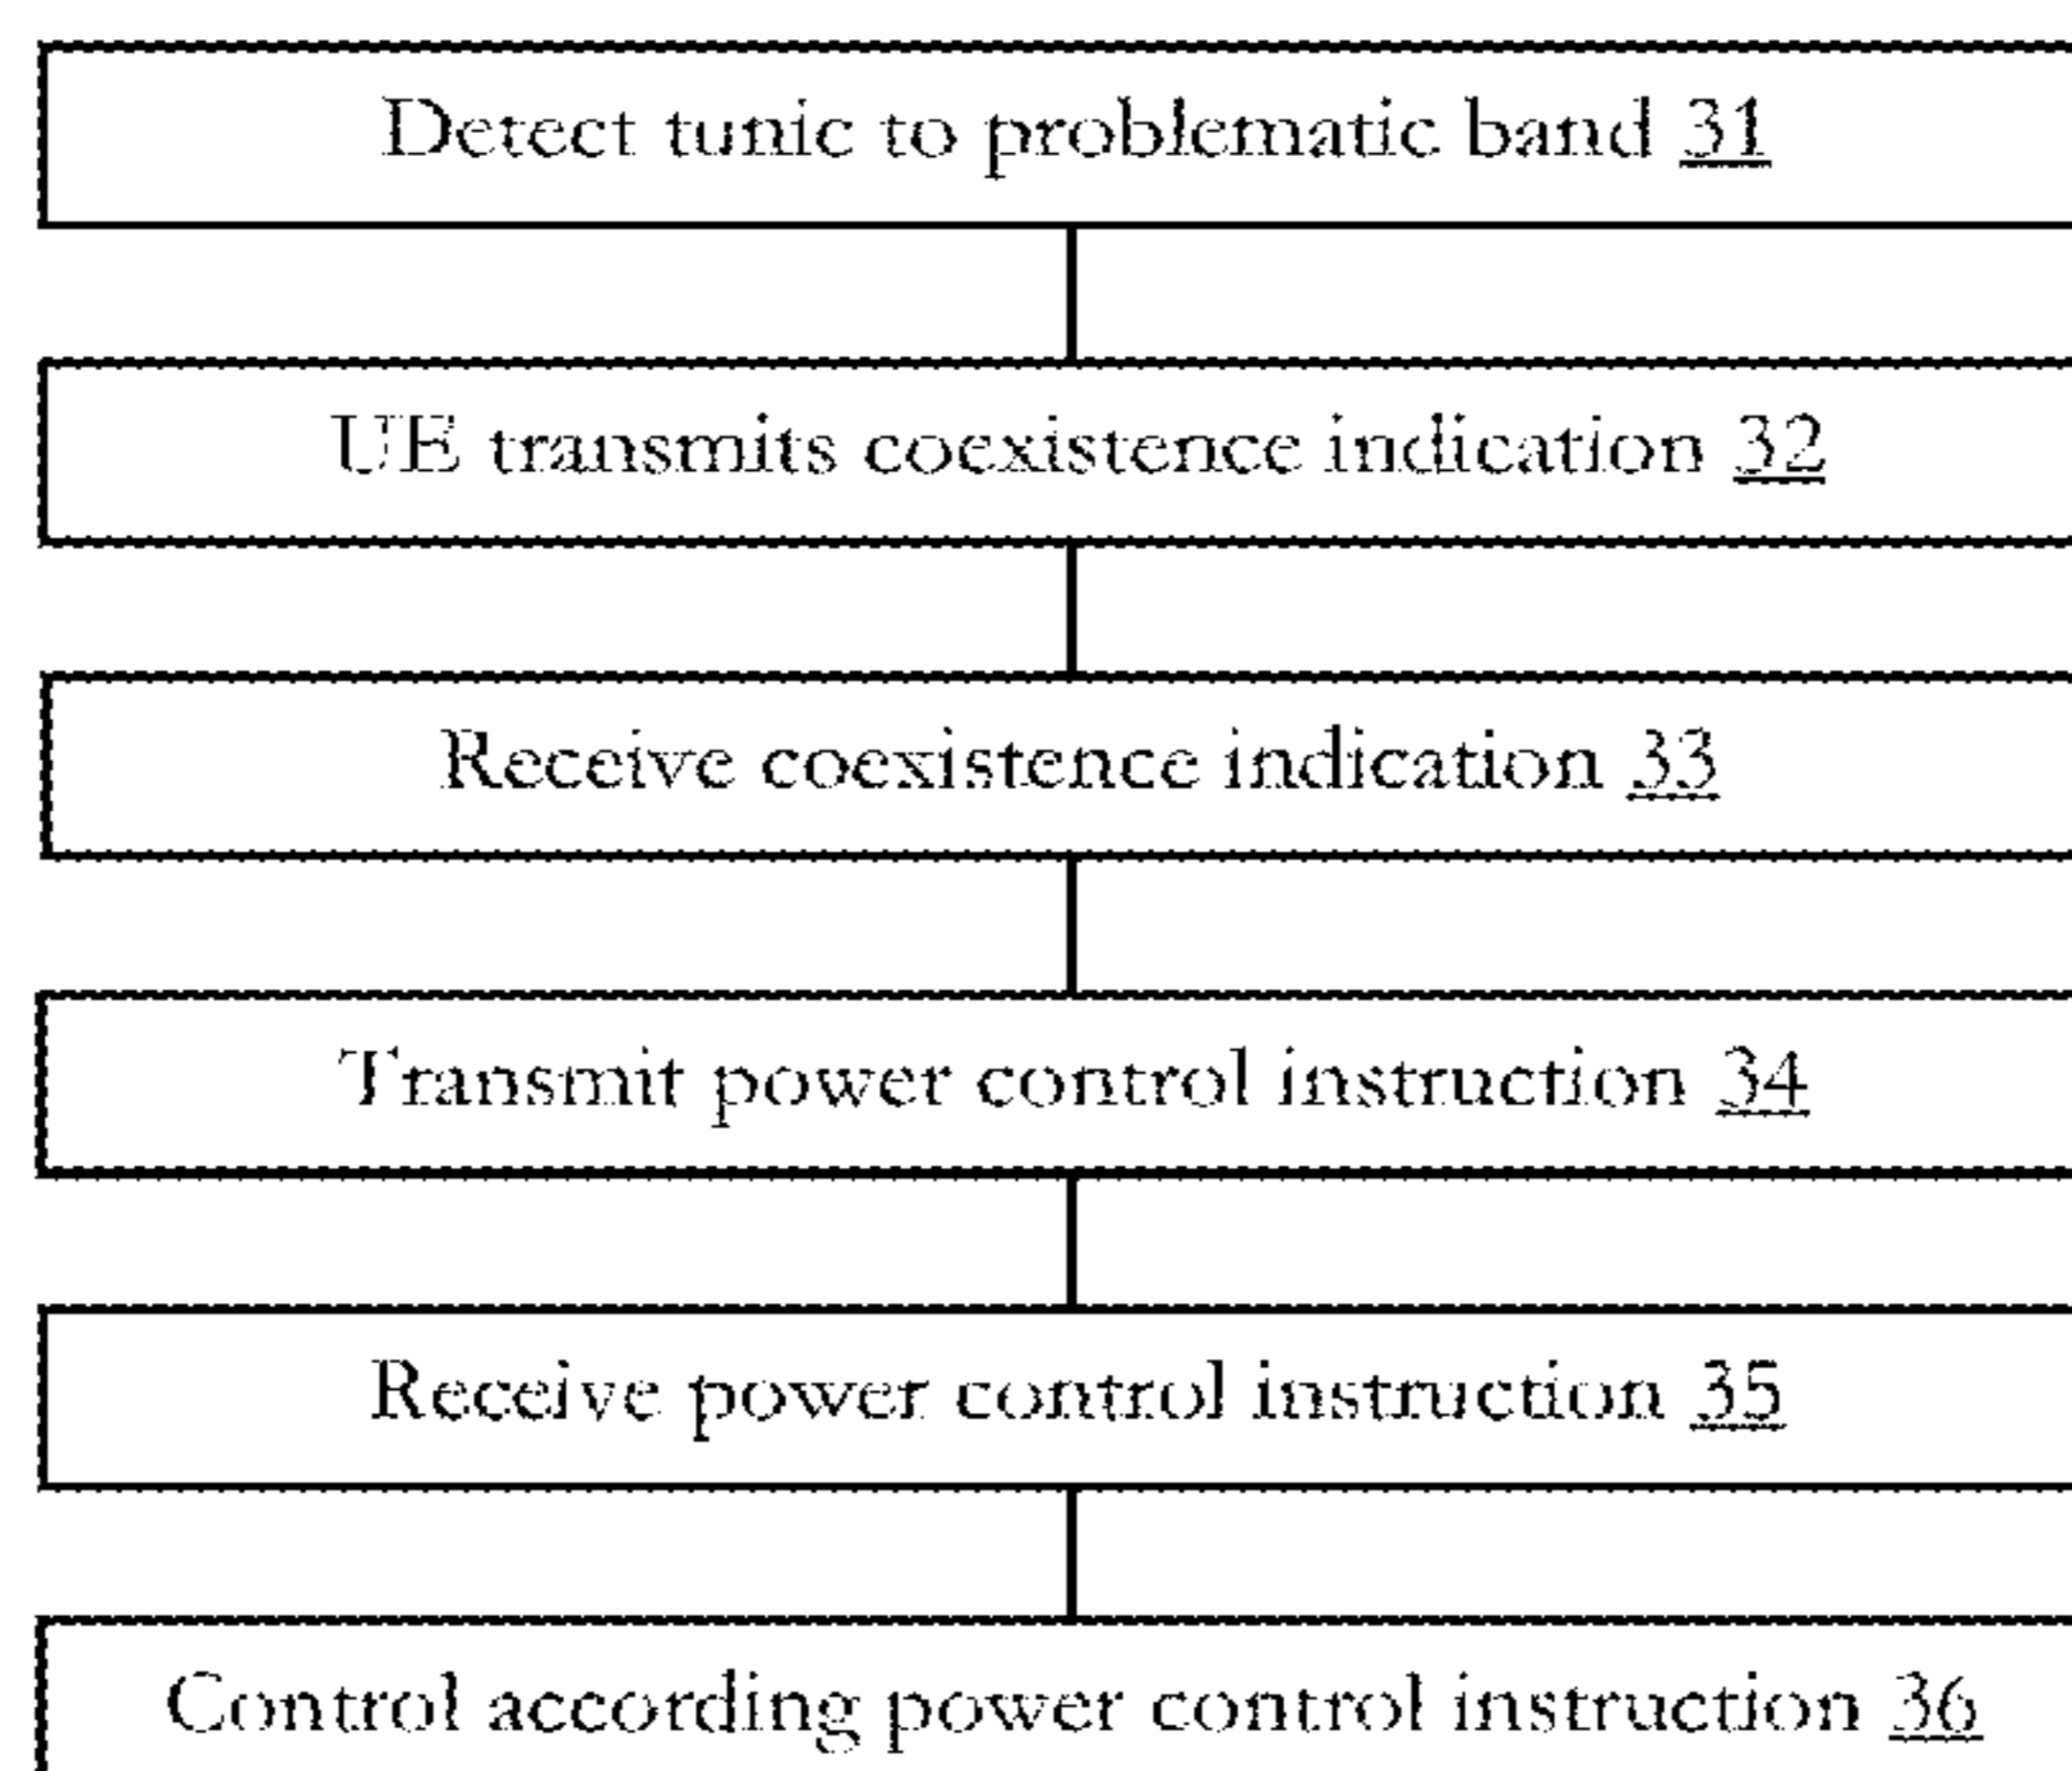 Detect tunic to problematic band 31
UE transmits coexistence indication 32
Receive coexistence indication 33
Transmit power control instruction 34
Receive power control instruction 35
Control according power control instruction 36